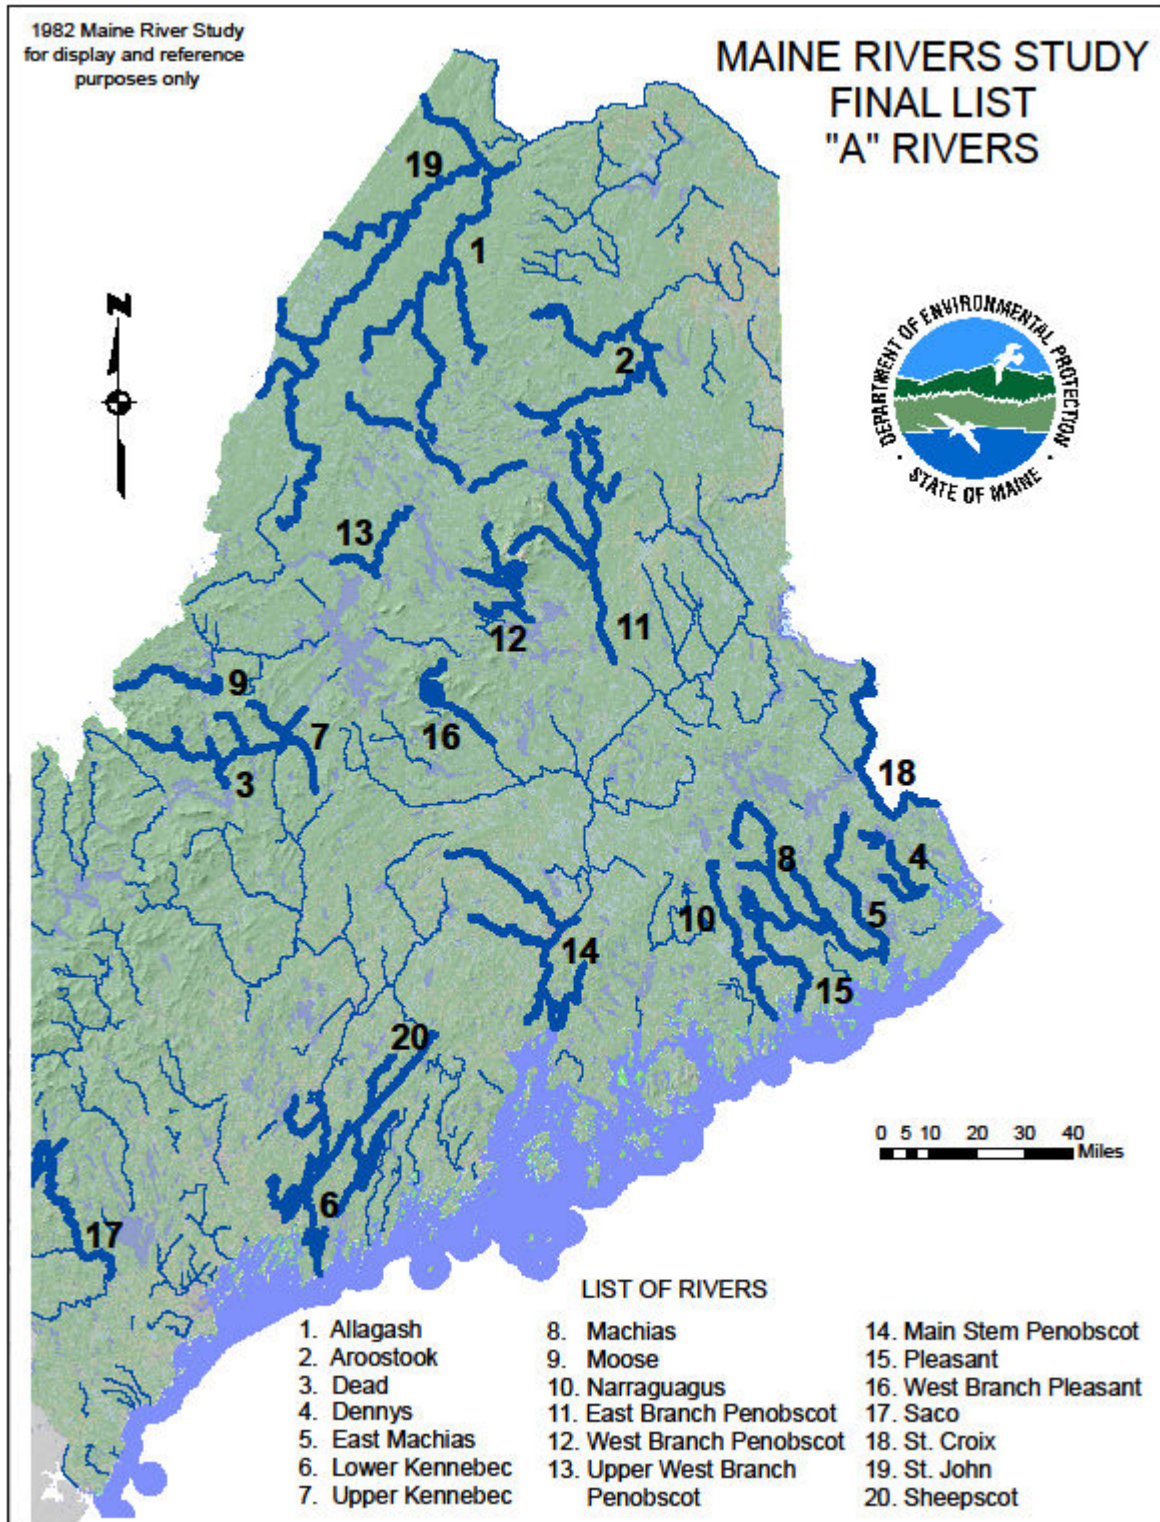 1982 Maine River Study
for display and reference
purposes only
MAINE RIVERS STUDY
FINAL LIST
"A" RIVERS
N
DEPARTMENT OF ENVIRONMENTAL PROTECTION
STATE OF MAINE
19
1
2
13
12
11
9
7
16
3
18
8
4
10
5
14
15
20
6
17
0 5 10 20 30 40
Miles
LIST OF RIVERS
1. Allagash
2. Aroostook
3. Dead
4. Dennys
5. East Machias
6. Lower Kennebec
7. Upper Kennebec
8. Machias
9. Moose
10. Narraguagus
11. East Branch Penobscot
12. West Branch Penobscot
13. Upper West Branch
Penobscot
14. Main Stem Penobscot
15. Pleasant
16. West Branch Pleasant
17. Saco
18. St. Croix
19. St. John
20. Sheepscot